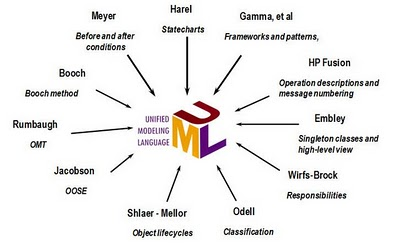 Harel
Statecharts
Meyer
Before and after
conditions
Gamma, et al
Frameworks and patterns,
HP Fusion
Operation descriptions and
message numbering
Booch
Booch method
Embley
Singleton classes and
high-level view
Rumbaugh
OMT
UNIFIED
MODELING
LANGUAGE
UML
Jacobson
OOSE
Wirfs-Brock
Responsibilities
Shlaer - Mellor
Object lifecycles
Odell
Classification